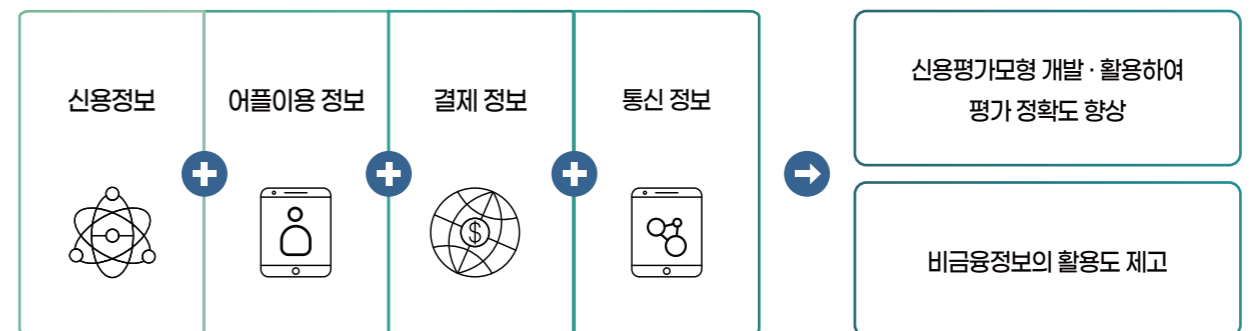 신용정보
어플이용 정보
결제 정보
통신 정보
신용평가모형 개발 · 활용하여
평가 정확도 향상
비금융정보의 활용도 제고
$